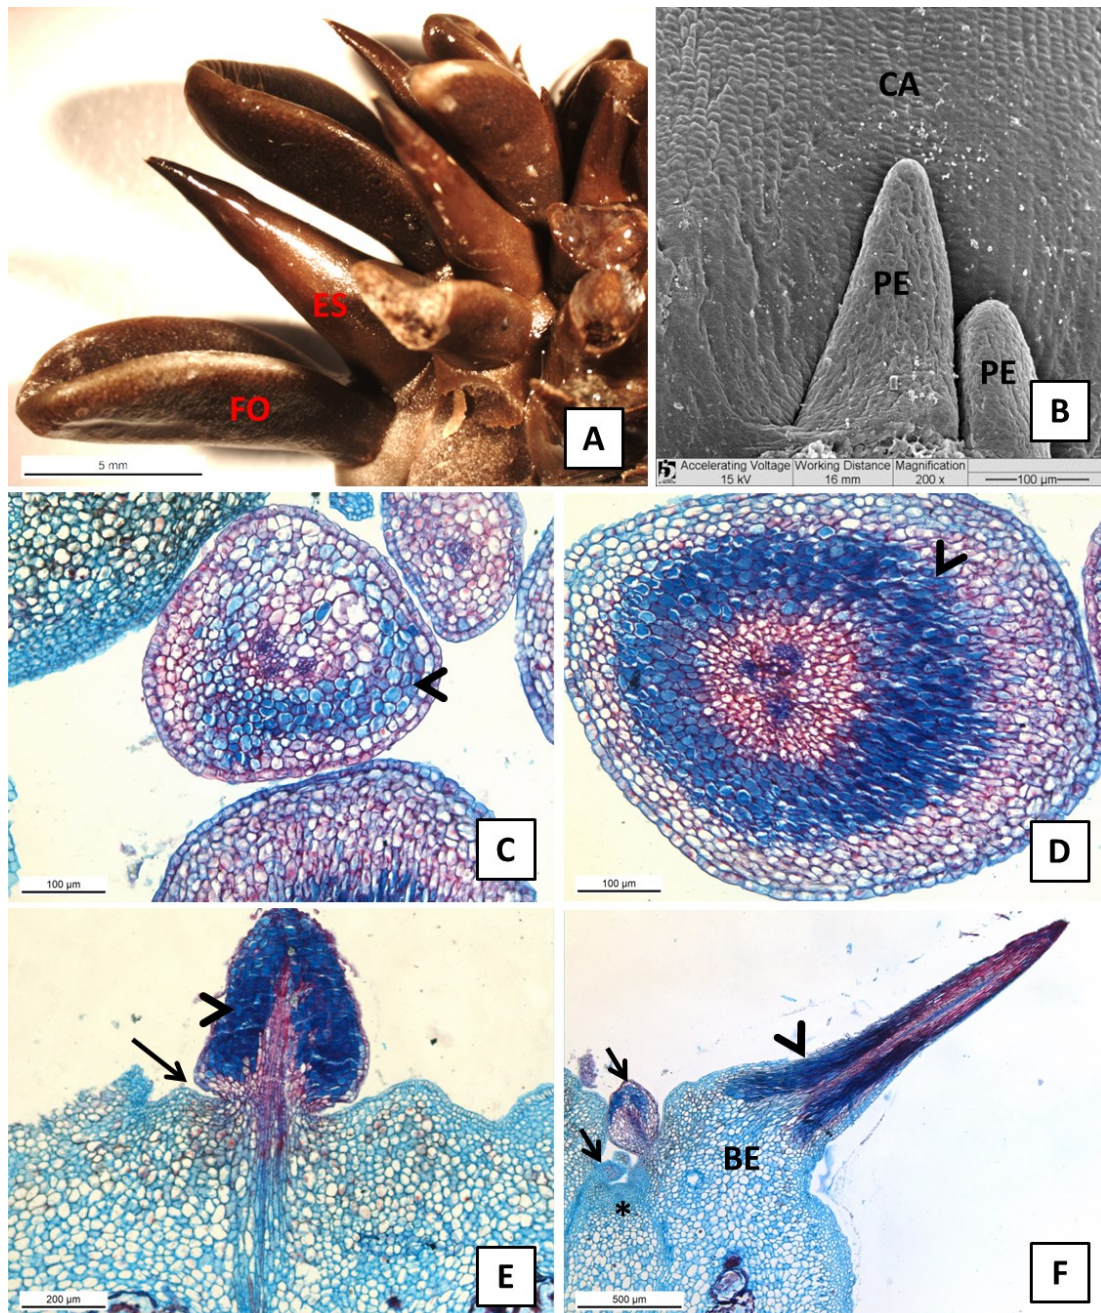 ES
FO
5 mm
A
CA
PE
PE
B
Accelerating Voltage Working Distance Magnification
15 kV 16 mm 200 x 100 µm
C
100 µm
D
100 µm
E
200 µm
BE
*
F
500 µm